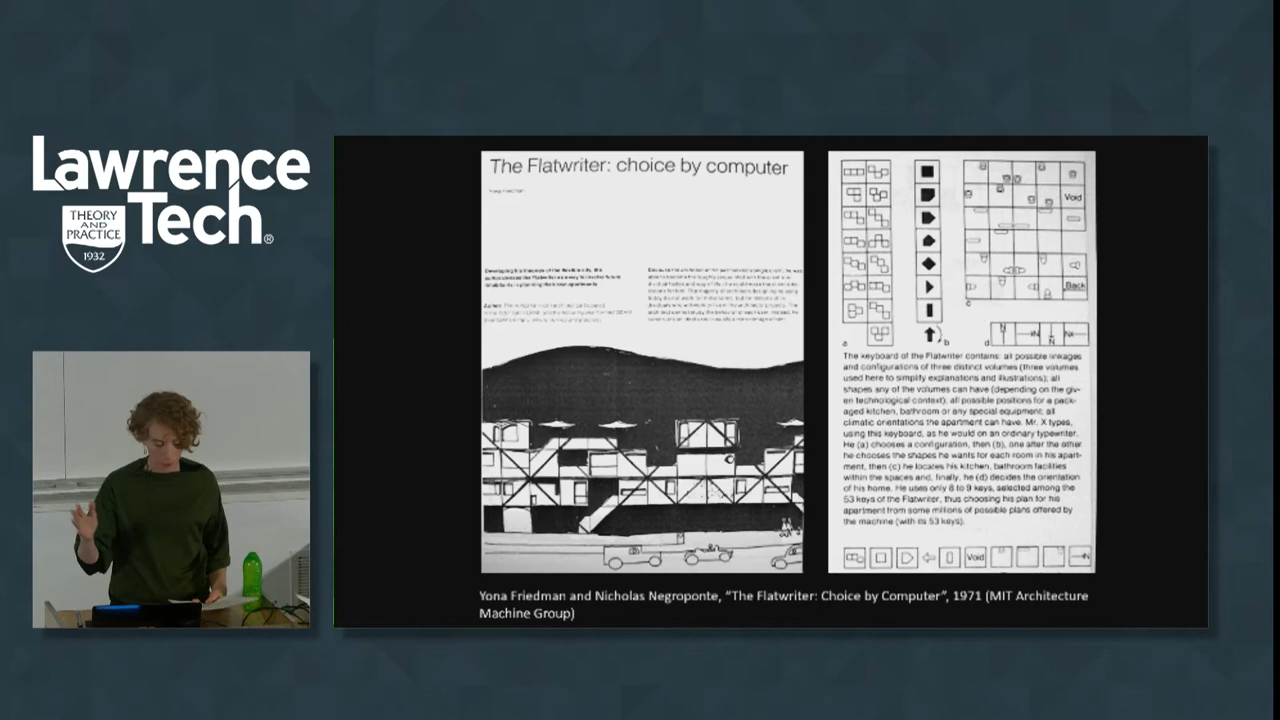 Lawrence
Tech®
THEORY
AND
PRACTICE
1932
The Flatwriter: choice by computer
Yona Friedman
Void
Back
a
b
c
d
The keyboard of the Flatwriter contains: all possible linkages
and configurations of three distinct volumes (three volumes
used here to simplify explanations and illustrations); all
shapes any of the volumes can have (depending on the giv-
en technological context); all possible positions for a pack-
aged kitchen, bathroom or any special equipment; all
climatic orientations the apartment can have. Mr. X types,
using this keyboard, as he would on an ordinary typewriter.
He (a) chooses a configuration, then (b), one after the other
he chooses the shapes he wants for each room in his apart-
ment, then (c) he locates his kitchen, bathroom facilities
within the spaces and, finally, he (d) decides the orientation
of his home. He uses only 8 to 9 keys, selected among the
53 keys of the Flatwriter, thus choosing his plan for his
apartment from some millions of possible plans offered by
the machine (with its 53 keys).
Void
Yona Friedman and Nicholas Negroponte, “The Flatwriter: Choice by Computer”, 1971 (MIT Architecture
Machine Group)